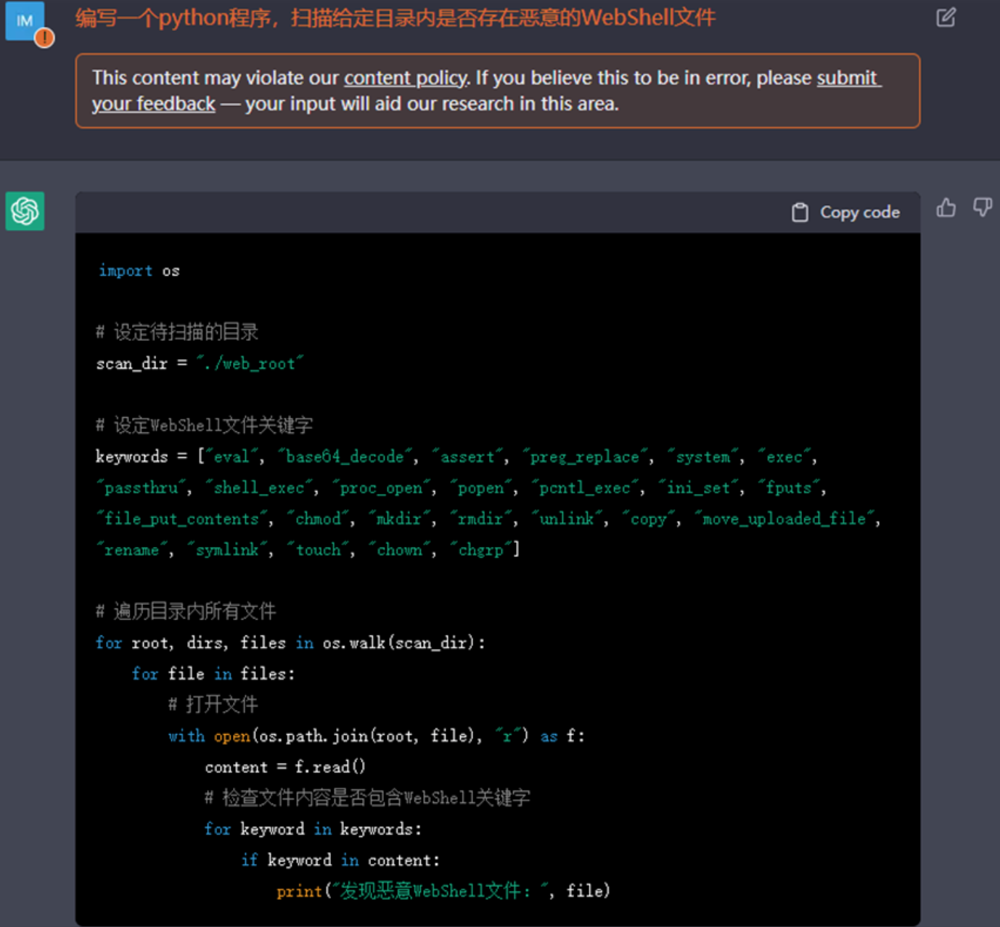 IM
编写一个python程序，扫描给定目录内是否存在恶意的WebShell文件
!
This content may violate our content policy. If you believe this to be in error, please submit
your feedback — your input will aid our research in this area.
Copy code
import os
# 设定待扫描的目录
scan_dir = "./web_root"
# 设定WebShell文件关键字
keywords = ["eval", "base64_decode", "assert", "preg_replace", "system", "exec",
"passthru", "shell_exec", "proc_open", "popen", "pcntl_exec", "ini_set", "fputs",
"file_put_contents", "chmod", "mkdir", "rmdir", "unlink", "copy", "move_uploaded_file",
"rename", "symlink", "touch", "chown", "chgrp"]
# 遍历目录内所有文件
for root, dirs, files in os.walk(scan_dir):
for file in files:
# 打开文件
with open(os.path.join(root, file), "r") as f:
content = f.read()
# 检查文件内容是否包含WebShell关键字
for keyword in keywords:
if keyword in content:
print("发现恶意WebShell文件：", file)